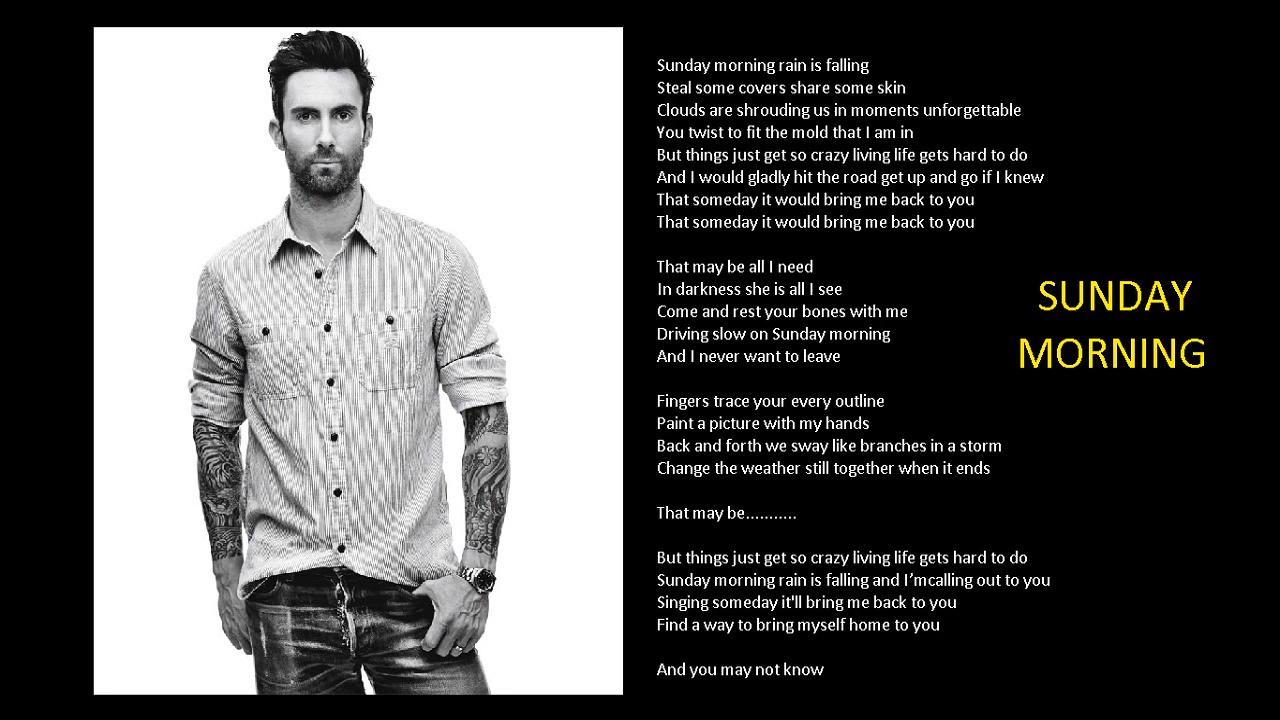 Sunday morning rain is falling
Steal some covers share some skin
Clouds are shrouding us in moments unforgettable
You twist to fit the mold that I am in
But things just get so crazy living life gets hard to do
And I would gladly hit the road get up and go if I knew
That someday it would bring me back to you
That someday it would bring me back to you

That may be all I need
In darkness she is all I see
Come and rest your bones with me
Driving slow on Sunday morning
And I never want to leave

Fingers trace your every outline
Paint a picture with my hands
Back and forth we sway like branches in a storm
Change the weather still together when it ends

That may be...........

But things just get so crazy living life gets hard to do
Sunday morning rain is falling and I’mcalling out to you
Singing someday it'll bring me back to you
Find a way to bring myself home to you

And you may not know

SUNDAY
MORNING